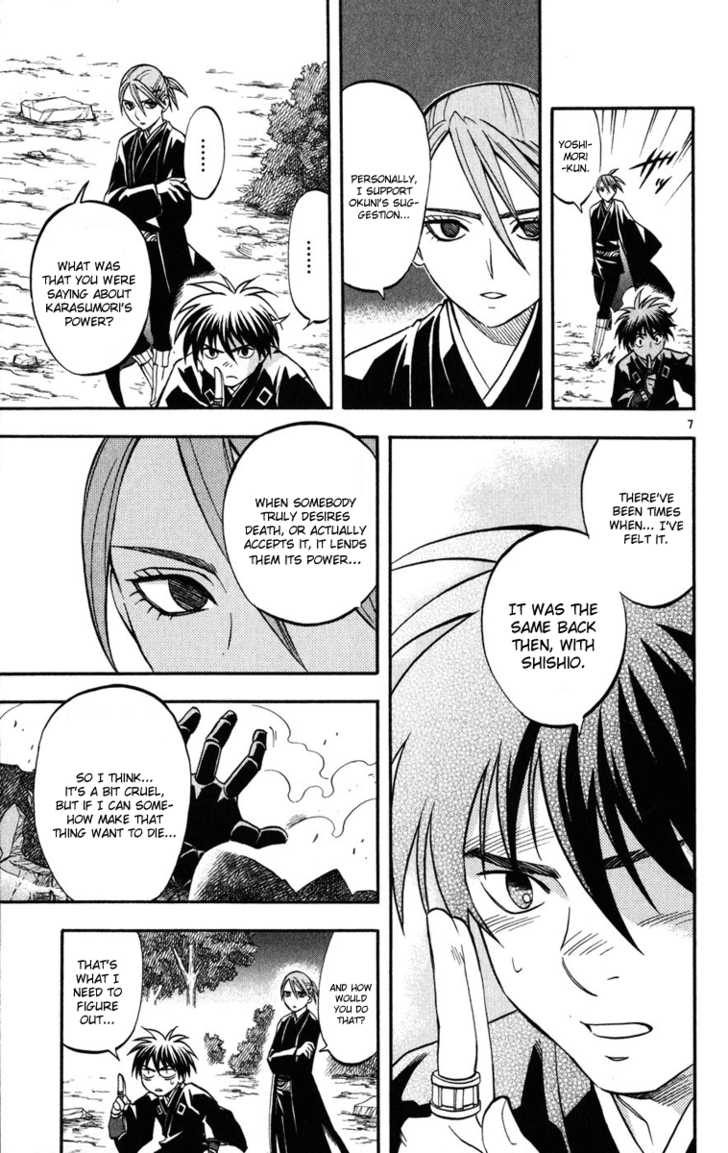 YOSHI-
MORI
-KUN.
PERSONALLY,
I SUPPORT
OKUNI'S SUG-
GESTION...
......
......
WHAT WAS
THAT YOU WERE
SAYING ABOUT
KARASUMORI'S
POWER?
7
THERE'VE
BEEN TIMES
WHEN... I'VE
FELT IT.
IT WAS THE
SAME BACK
THEN, WITH
SHISHIO.
WHEN SOMEBODY
TRULY DESIRES
DEATH, OR ACTUALLY
ACCEPTS IT, IT LENDS
THEM ITS POWER...
SO I THINK...
IT'S A BIT CRUEL,
BUT IF I CAN SOME-
HOW MAKE THAT
THING WANT TO DIE...
AND HOW
WOULD
YOU DO
THAT?
THAT'S
WHAT I
NEED TO
FIGURE
OUT...